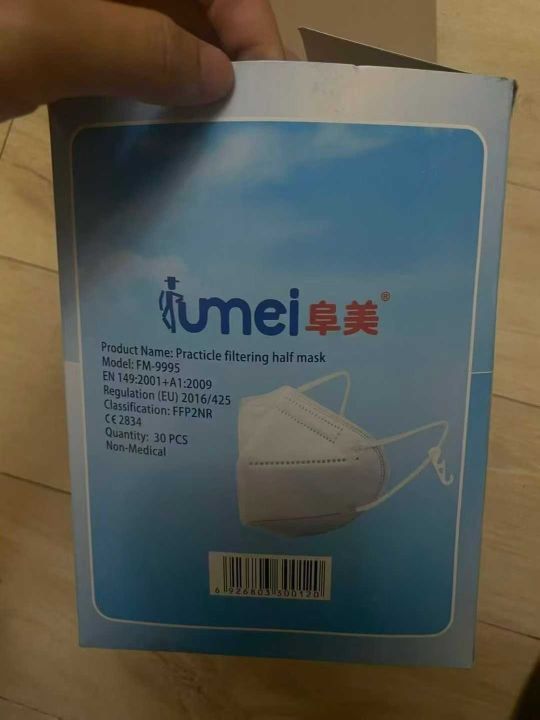 fumei 阜美®
Product Name: Practicle filtering half mask
Model: FM-9995
EN 149:2001+A1:2009
Regulation (EU) 2016/425
Classification: FFP2NR
CE 2834
Quantity: 30 PCS
Non-Medical
6 926803 300120